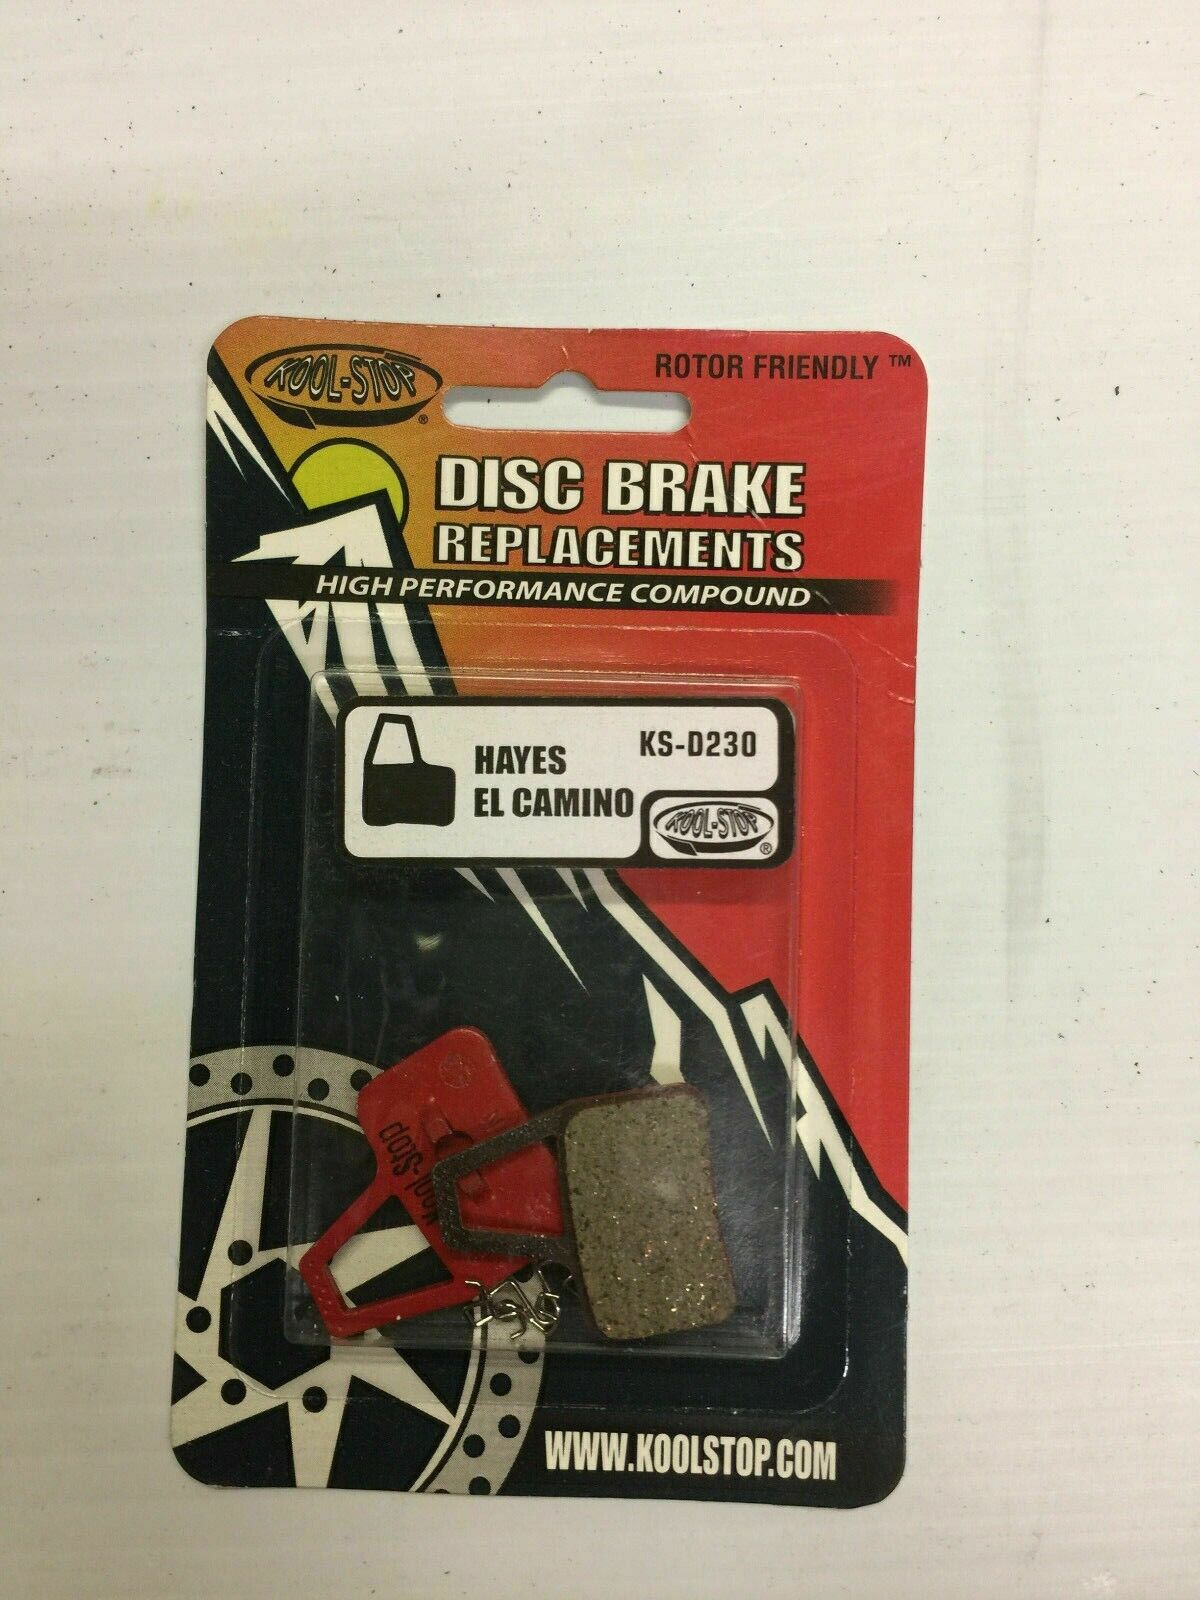 KOOL-STOP
®
ROTOR FRIENDLY ™
DISC BRAKE
REPLACEMENTS
HIGH PERFORMANCE COMPOUND
HAYES
EL CAMINO
KS-D230
KOOL-STOP
®
Kool-Stop
WWW.KOOLSTOP.COM